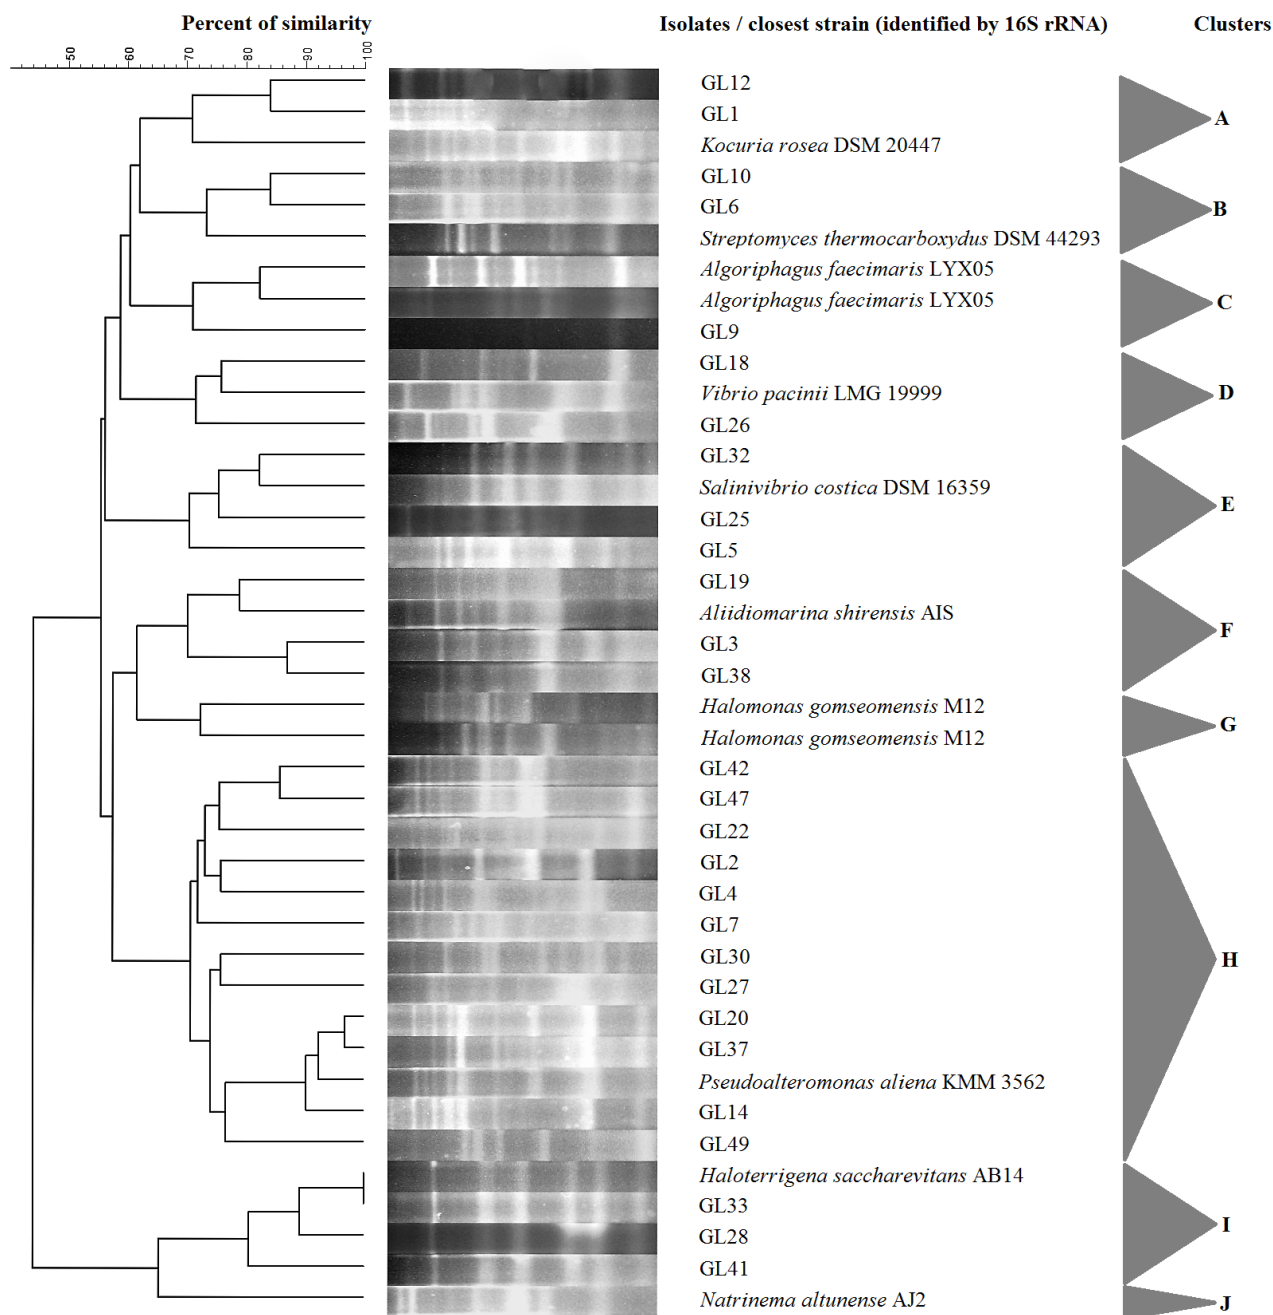 Percent of similarity Isolates / closest strain (identified by 16S rRNA) Clusters
50 60 70 80 90 100
GL12
GL1 A
Kocuria rosea DSM 20447
GL10
GL6 B
Streptomyces thermocarboxydus DSM 44293
Algoriphagus faecimaris LYX05
Algoriphagus faecimaris LYX05 C
GL9
GL18
Vibrio pacinii LMG 19999 D
GL26
GL32
Salinivibrio costica DSM 16359
E
GL25
GL5
GL19
Aliidiomarina shirensis AIS
F
GL3
GL38
Halomonas gomseomensis M12
G
Halomonas gomseomensis M12
GL42
GL47
GL22
GL2
GL4
GL7
GL30 H
GL27
GL20
GL37
Pseudoalteromonas aliena KMM 3562
GL14
GL49
Haloterrigena saccharevitans AB14
GL33
I
GL28
GL41
Natrinema altunense AJ2 J